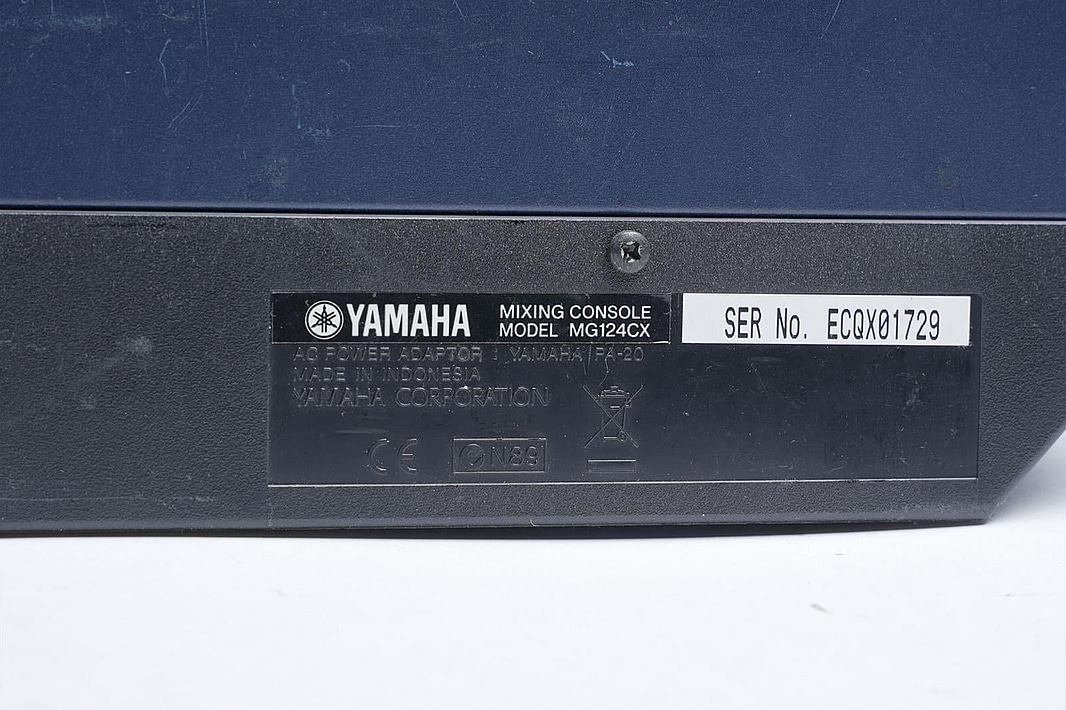 YAMAHA
MIXING CONSOLE
MODEL MG124CX
SER No. ECQX01729
AC POWER ADAPTOR : YAMAHA PA-20
MADE IN INDONESIA
YAMAHA CORPORATION
CE
N89